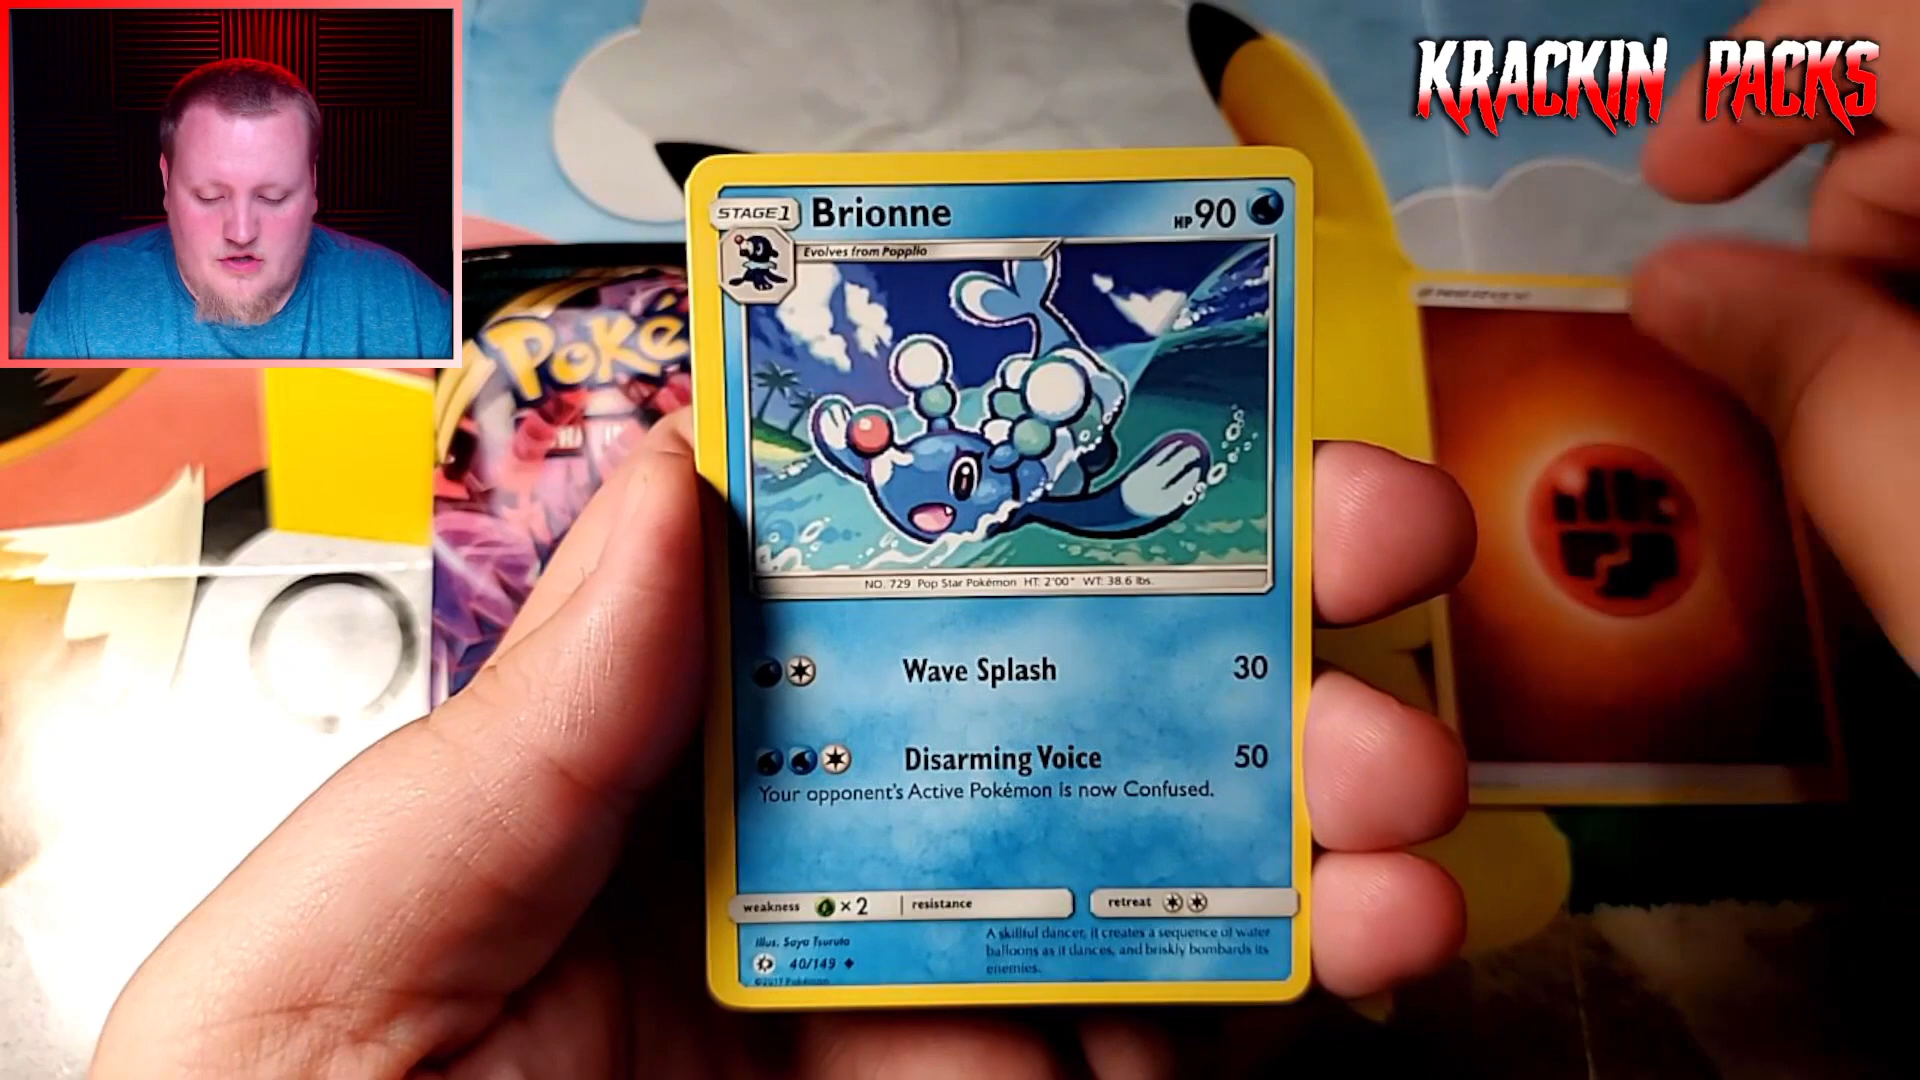 KRACKIN PACKS
STAGE 1 Brionne HP 90
Evolves from Popplio
POKé
NO. 729 Pop Star Pokémon HT: 2'00" WT: 38.6 lbs.
Wave Splash 30
Disarming Voice 50
Your opponent's Active Pokémon is now Confused.
weakness ×2 resistance retreat
Illus. Saya Tsuruta
40/149
©2017 Pokémon
A skillful dancer, it creates a sequence of water
balloons as it dances, and briskly bombards its
enemies.